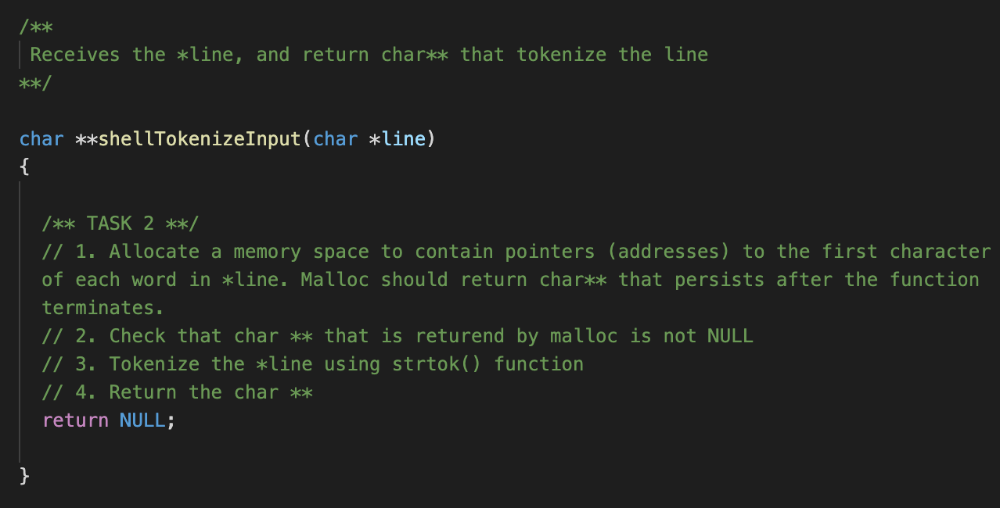 /**
Receives the *line, and return char** that tokenize the line
**/
char **shellTokenizeInput(char *line)
{
/** TASK 2 **/
// 1. Allocate a memory space to contain pointers (addresses) to the first character
of each word in *line. Malloc should return char** that persists after the function
terminates.
// 2. Check that char ** that is returend by malloc is not NULL
// 3. Tokenize the *line using strtok() function
// 4. Return the char **
return NULL;
}